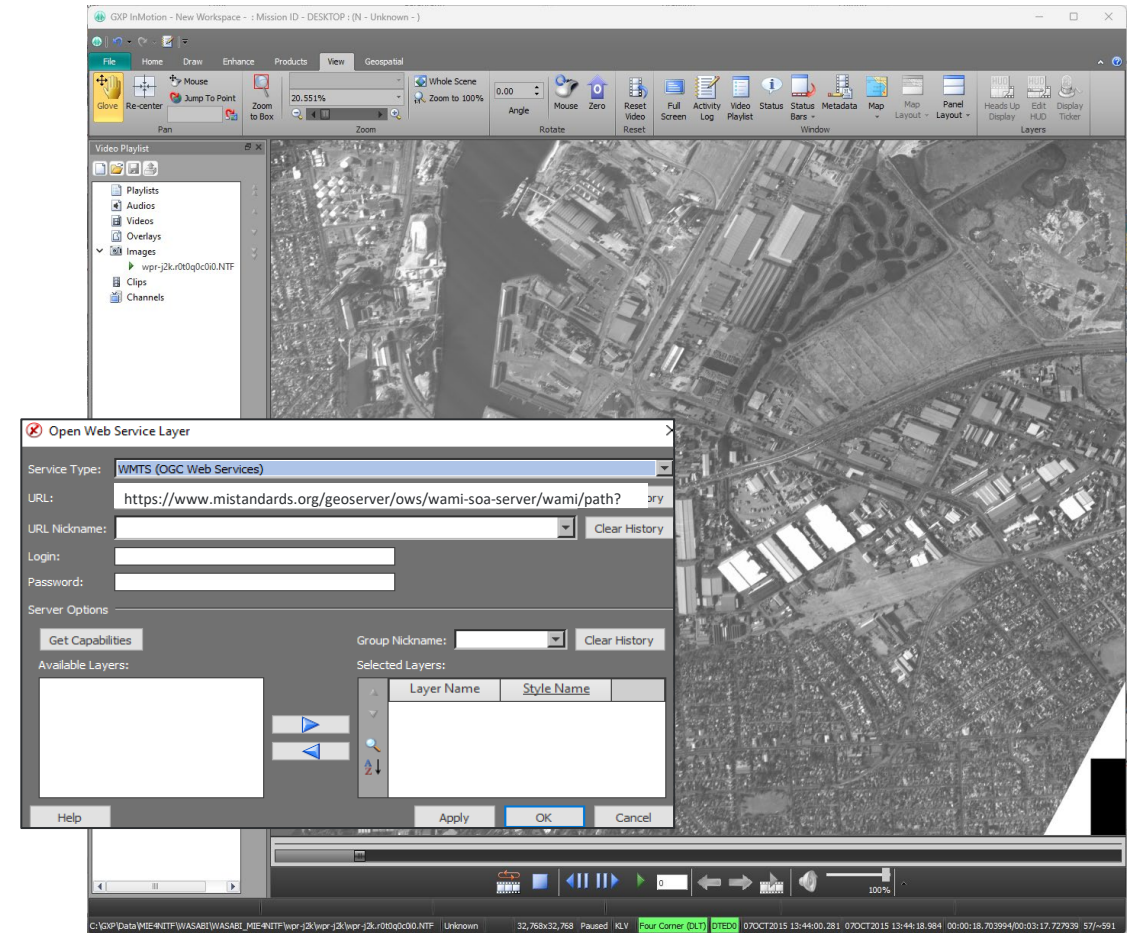 GXP InMotion - New Workspace - : Mission ID - DESKTOP : (N - Unknown - )
File Home Draw Enhance Products View Geospatial
Glove
Re-center
Mouse
Jump To Point
Pan
Zoom to Box
20.551%
Whole Scene
Zoom to 100%
Zoom
0.00
Angle
Mouse
Zero
Rotate
Reset Video
Reset
Full Screen
Activity Log
Video Playlist
Status
Status Bars
Metadata
Map
Map Layout
Panel Layout
Window
Heads Up Display
Edit HUD
Display Ticker
Layers
Video Playlist
Playlists
Audios
Videos
Overlays
Images
wpr-j2k.r0t0q0c0i0.NTF
Clips
Channels
Open Web Service Layer
Service Type: WMTS (OGC Web Services)
URL: https://www.mistandards.org/geoserver/ows/wami-soa-server/wami/path? ory
URL Nickname: Clear History
Login:
Password:
Server Options
Get Capabilities Group Nickname: Clear History
Available Layers: Selected Layers:
Layer Name Style Name
Help Apply OK Cancel
0
100%
C:\GXP\Data\MIE4NITF\WASABI\WASABI_MIE4NITF\wpr-j2k\wpr-j2k\wpr-j2k.r0t0q0c0i0.NTF Unknown 32,768x32,768 Paused KLV Four Corner (DLT) DTED0 07OCT2015 13:44:00.281 07OCT2015 13:44:18.984 00:00:18.703994/00:03:17.727939 57/~591